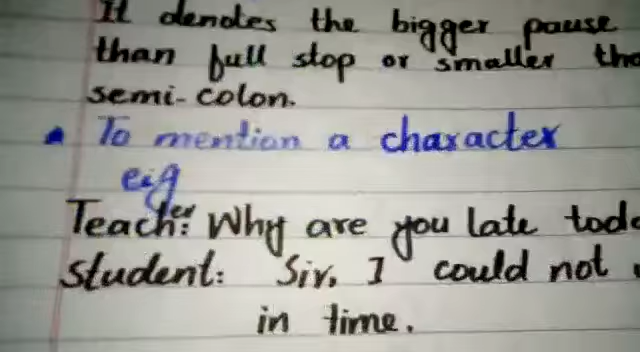 It denotes the bigger pause
than full stop or smaller
semi-colon.
To mention a character
e.g
Teacher: Why are you late
Student: Sir, I could not
in time.